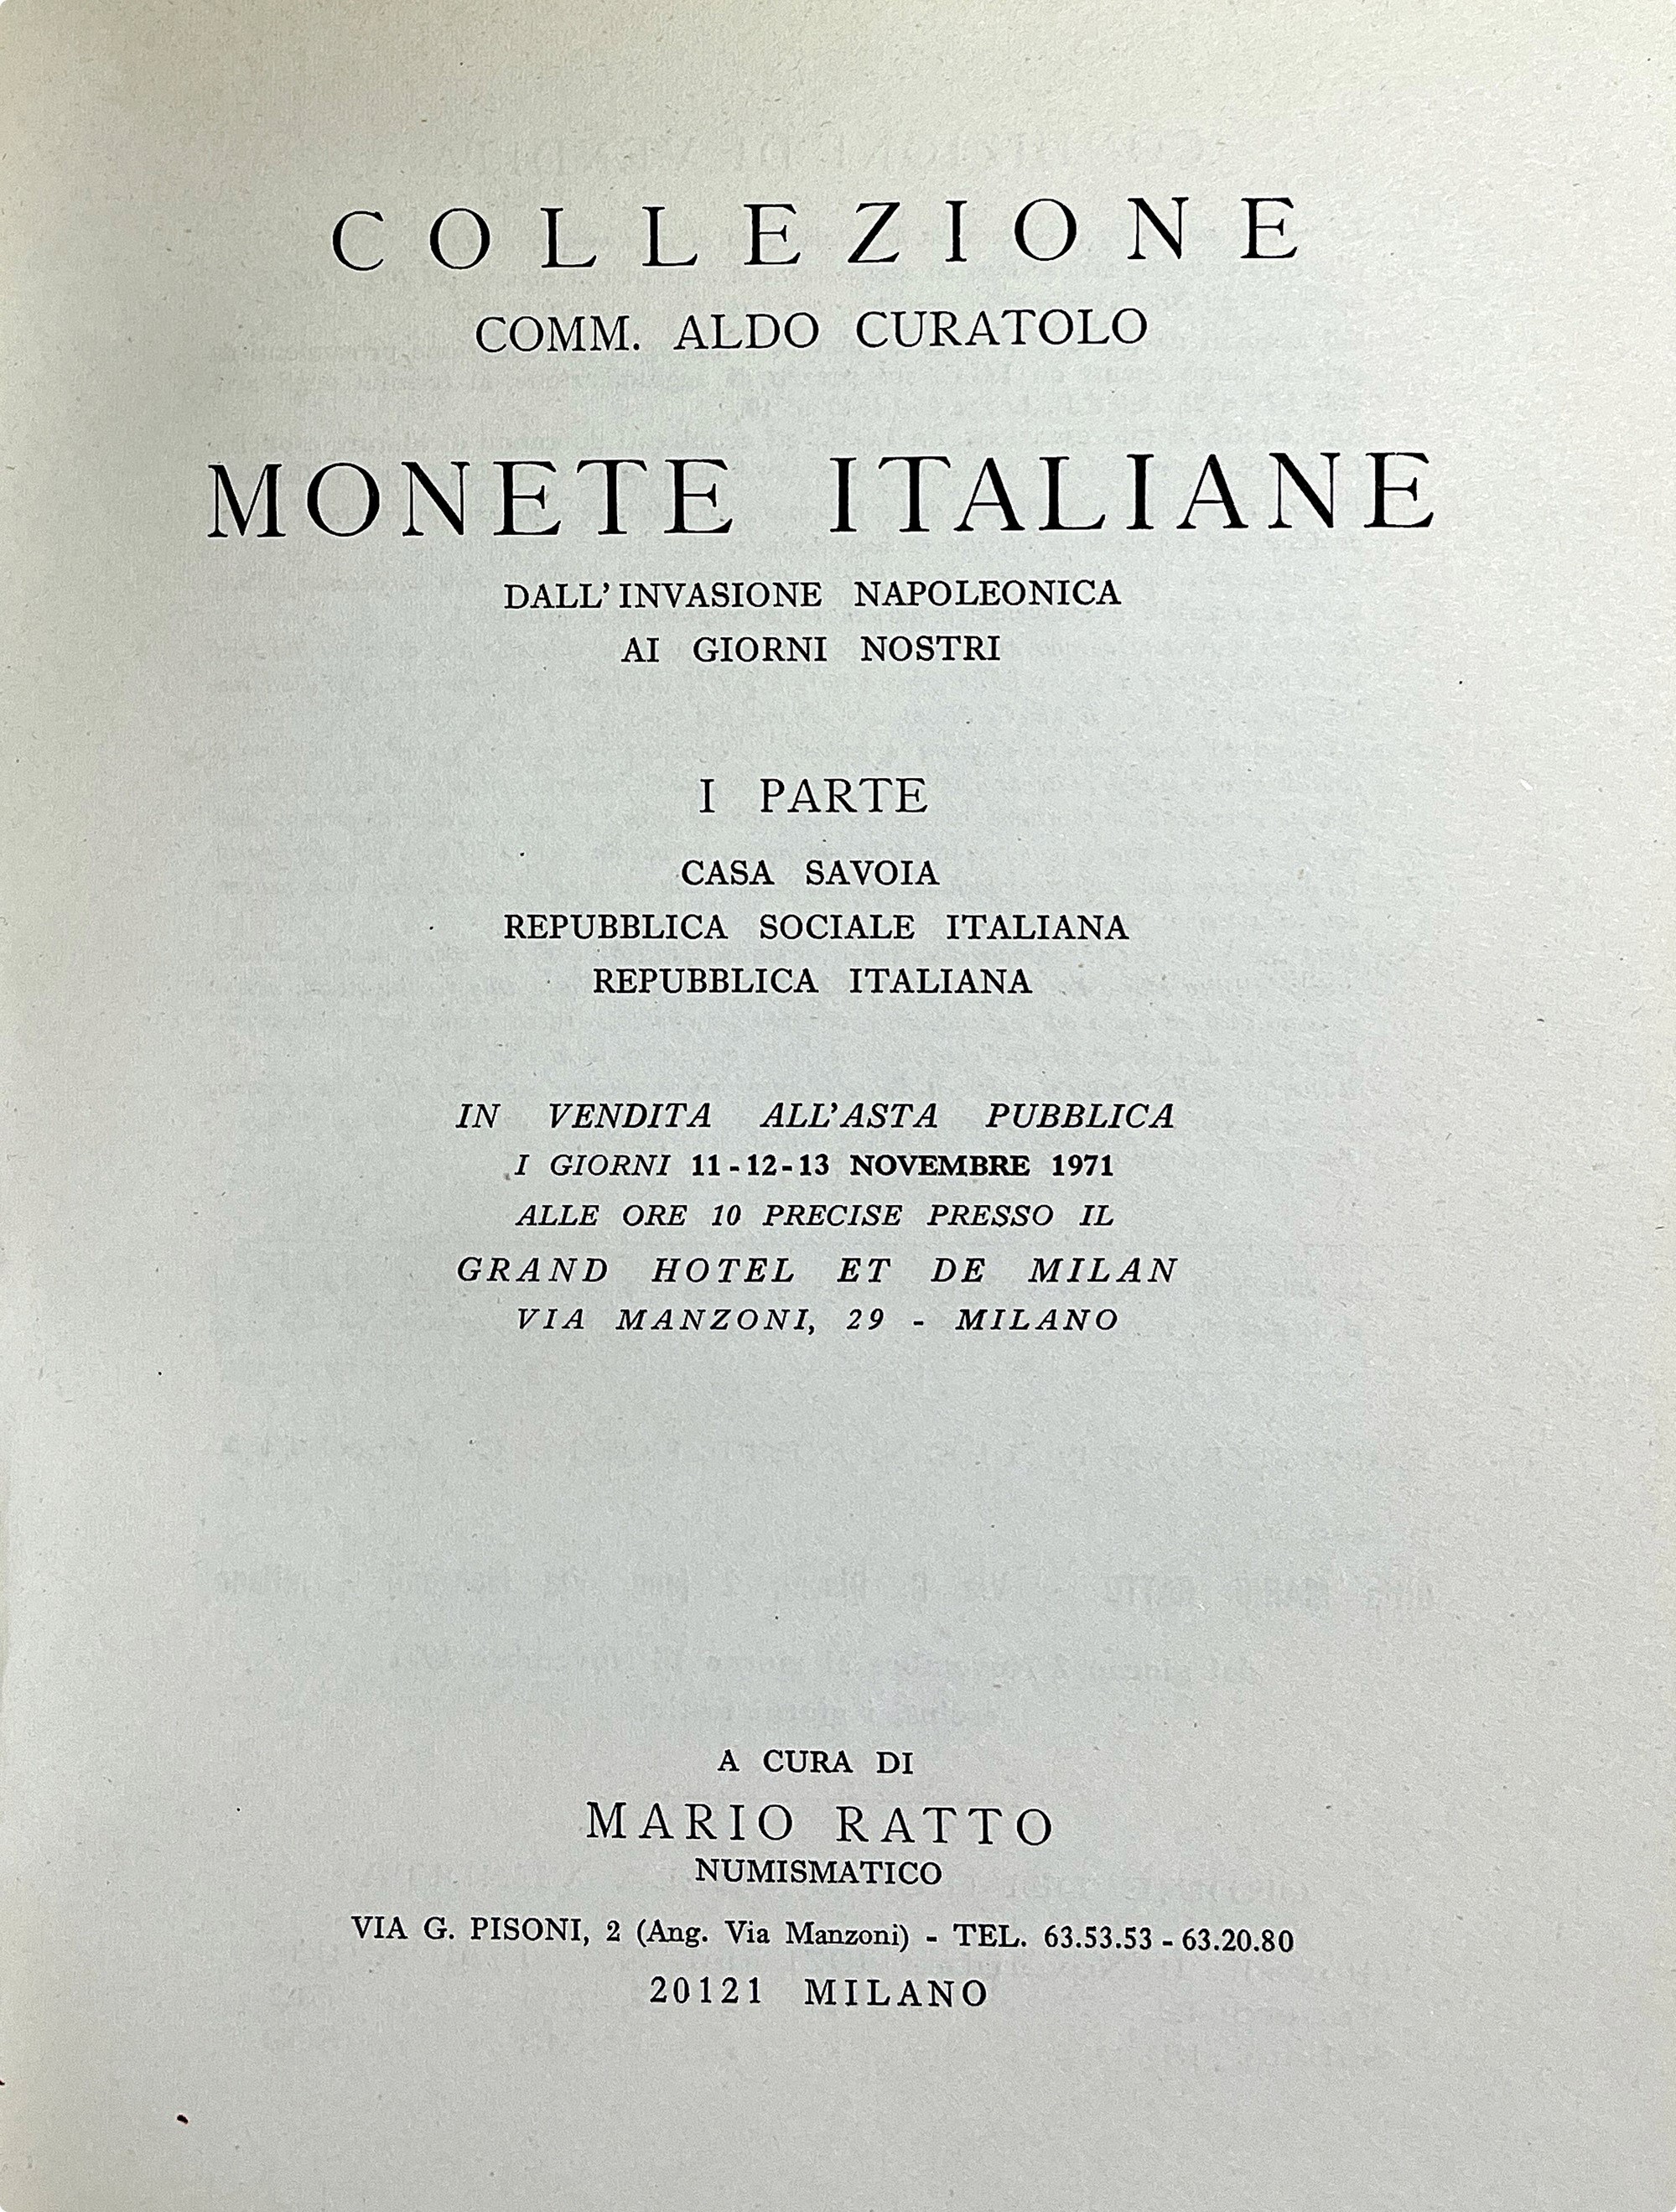 COLLEZIONE
COMM. ALDO CURATOLO
MONETE ITALIANE
DALL'INVASIONE NAPOLEONICA
AI GIORNI NOSTRI
I PARTE
CASA SAVOIA
REPUBBLICA SOCIALE ITALIANA
REPUBBLICA ITALIANA
IN VENDITA ALL'ASTA PUBBLICA
I GIORNI 11-12-13 NOVEMBRE 1971
ALLE ORE 10 PRECISE PRESSO IL
GRAND HOTEL ET DE MILAN
VIA MANZONI, 29 - MILANO
A CURA DI
MARIO RATTO
NUMISMATICO
VIA G. PISONI, 2 (Ang. Via Manzoni) - TEL. 63.53.53 - 63.20.80
20121 MILANO